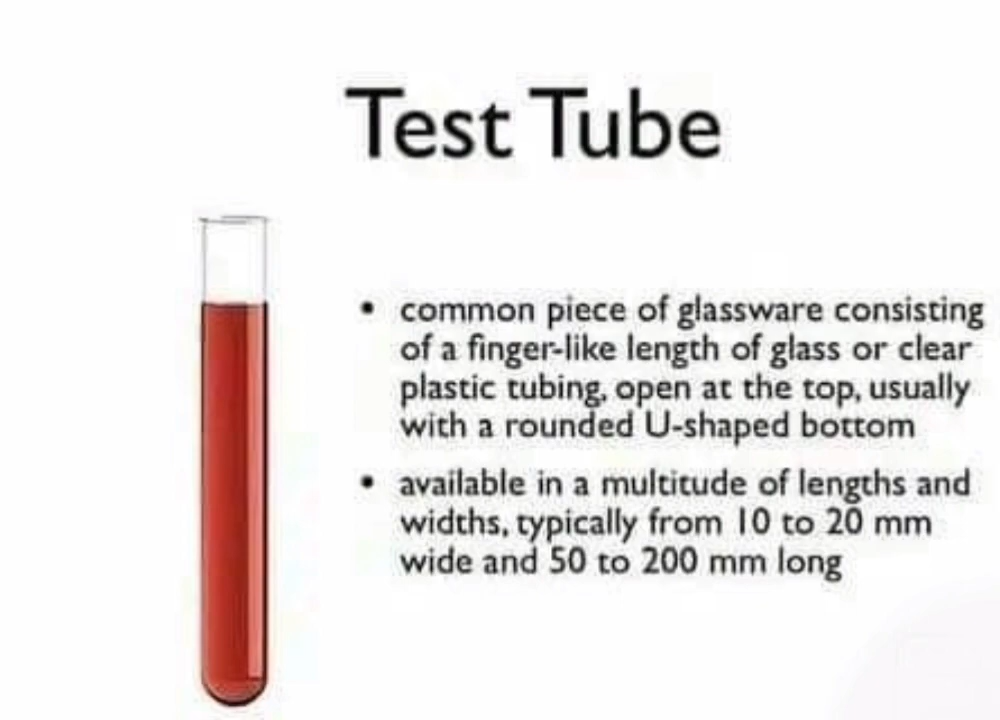 Test Tube
• common piece of glassware consisting
of a finger-like length of glass or clear
plastic tubing, open at the top, usually
with a rounded U-shaped bottom
• available in a multitude of lengths and
widths, typically from 10 to 20 mm
wide and 50 to 200 mm long